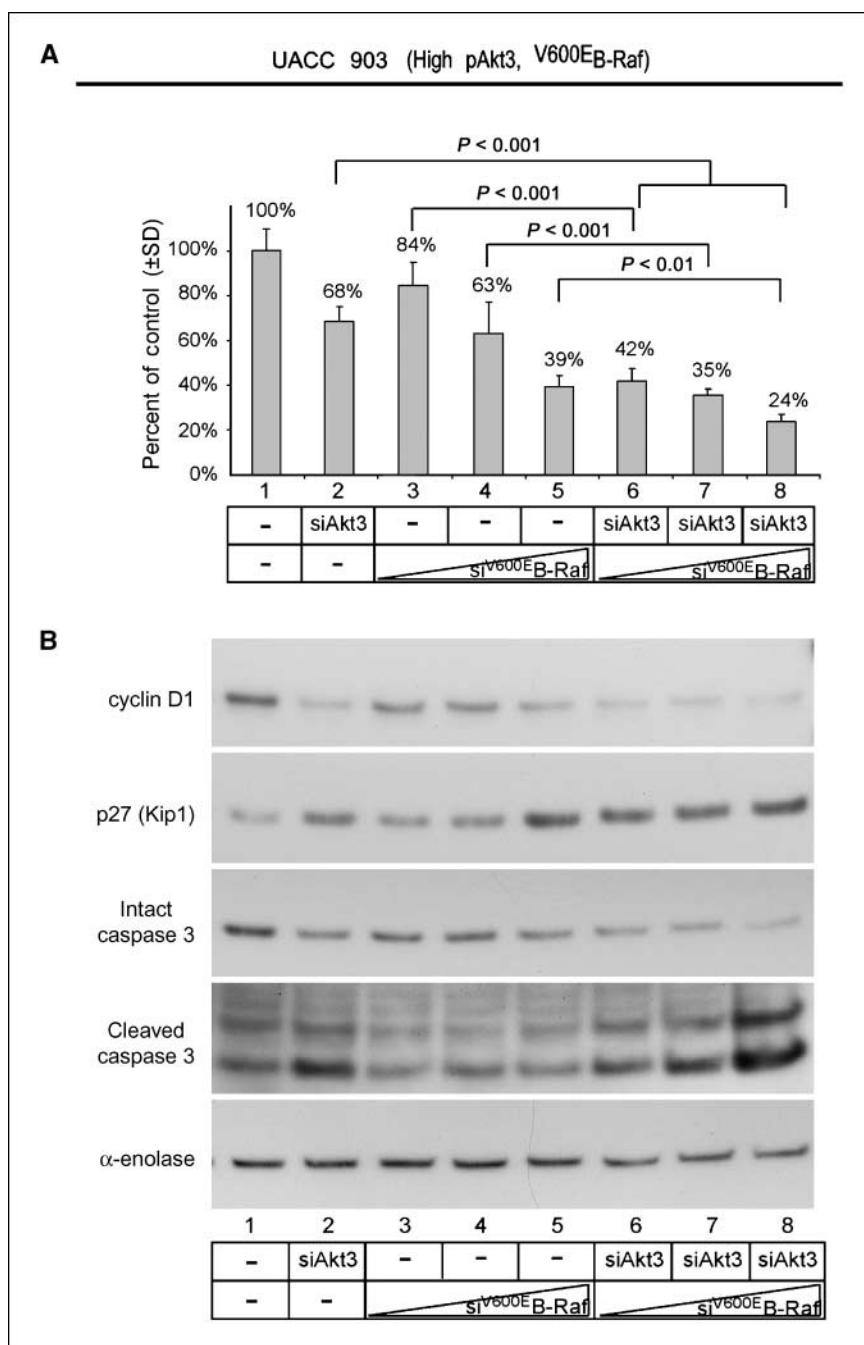 A
UACC 903 (High pAkt3, V600EB-Raf)
P < 0.001
P < 0.001
P < 0.001
P < 0.01
Percent of control (±SD)
100%
80%
60%
40%
20%
0%
100%
68%
84%
63%
39%
42%
35%
24%
1 2 3 4 5 6 7 8
– siAkt3 – – – siAkt3 siAkt3 siAkt3
– – siV600EB-Raf siV600EB-Raf
B
cyclin D1
p27 (Kip1)
Intact
caspase 3
Cleaved
caspase 3
α-enolase
1 2 3 4 5 6 7 8
– siAkt3 – – – siAkt3 siAkt3 siAkt3
– – siV600EB-Raf siV600EB-Raf